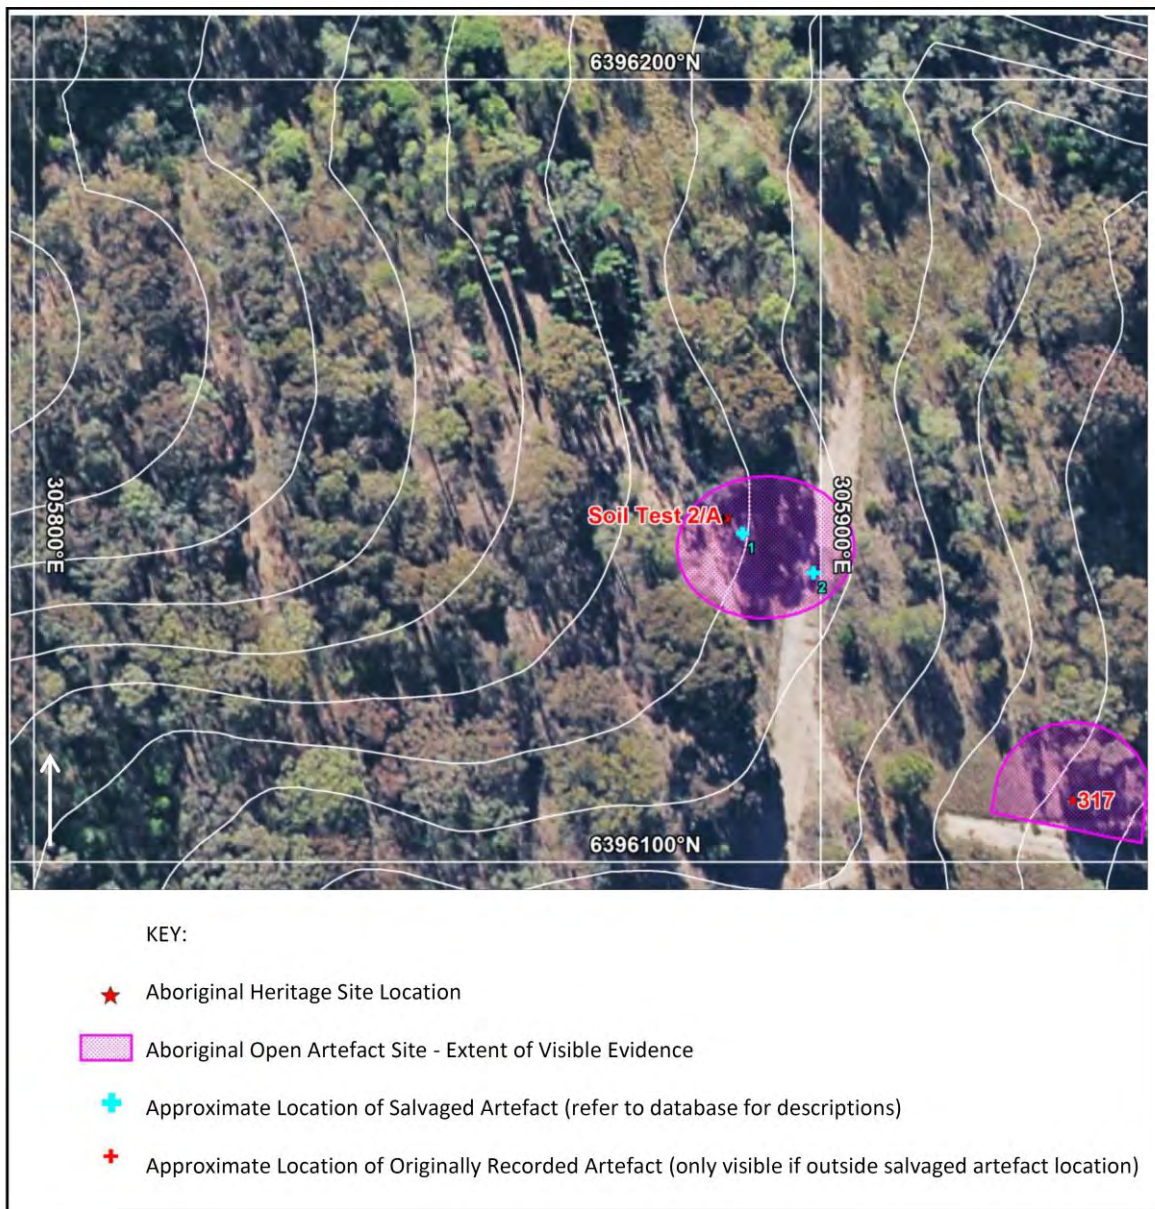 6396200°N
305800°E
305900°E
Soil Test 2/A
1
2
317
6396100°N
KEY:
Aboriginal Heritage Site Location
Aboriginal Open Artefact Site - Extent of Visible Evidence
Approximate Location of Salvaged Artefact (refer to database for descriptions)
Approximate Location of Originally Recorded Artefact (only visible if outside salvaged artefact location)